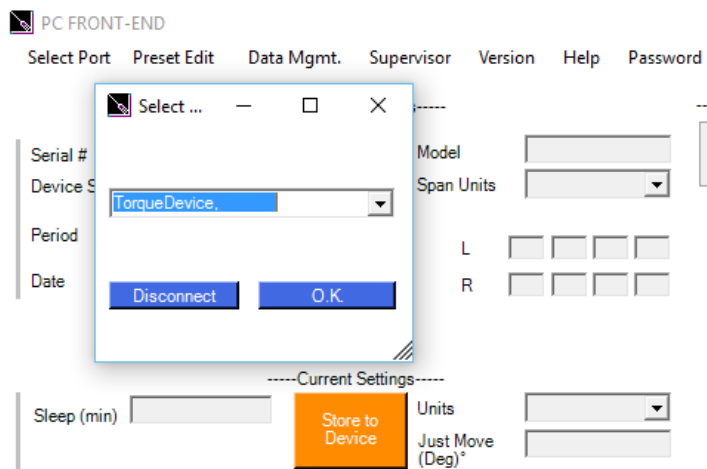 PC FRONT-END
Select Port Preset Edit Data Mgmt. Supervisor Version Help Password
Select ...
Serial # Model
Span Units
TorqueDevice,
Period L
Date R
Disconnect O.K.
-----Current Settings-----
Sleep (min) Store to Device Units
Just Move (Deg)°